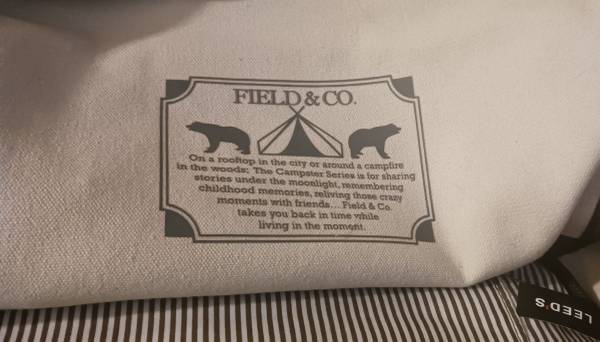 FIELD & CO.
On a rooftop in the city or around a campfire
in the woods; The Campster Series is for sharing
stories under the moonlight, remembering
childhood memories, reliving those crazy
moments with friends... Field & Co.
takes you back in time while
living in the moment.
LEED'S